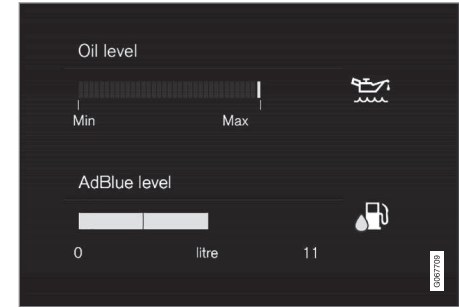 Oil level
Min Max
AdBlue level
0 litre 11
G067709